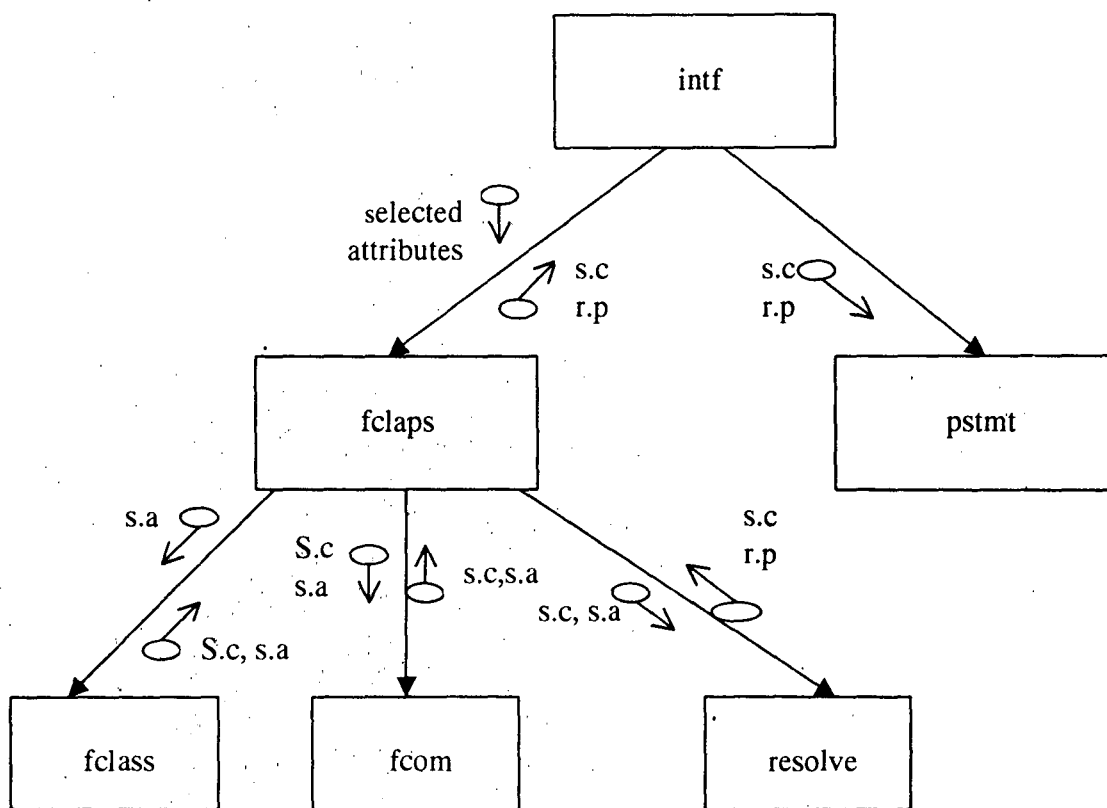 intf
selected
attributes
s.c
r.p
s.c
r.p
fclaps
pstmt
s.a
S.c
s.a
s.c,s.a
s.c
r.p
s.c, s.a
S.c, s.a
fclass
fcom
resolve